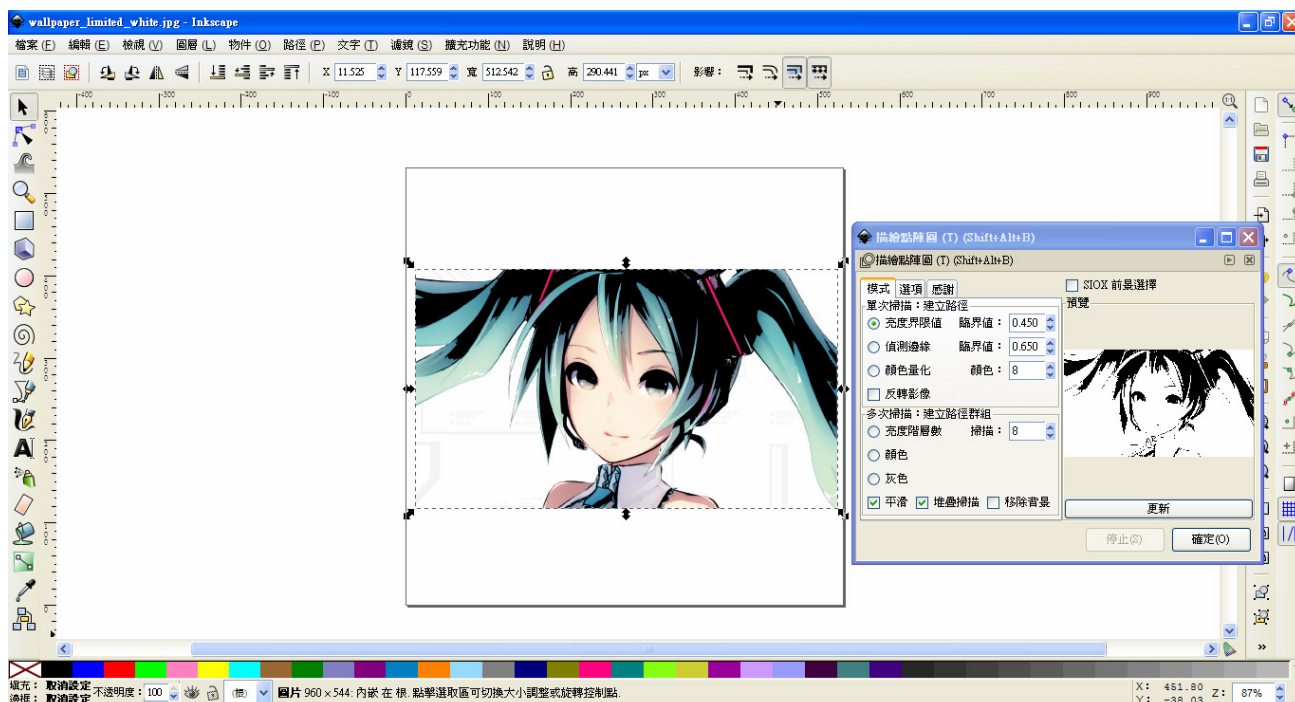 wallpaper_limited_white.jpg - Inkscape
檔案(F) 編輯(E) 檢視(V) 圖層(L) 物件(O) 路徑(P) 文字(T) 濾鏡(S) 擴充功能(N) 說明(H)
X 11.525 Y 117.559 寬 512.542 高 290.441 px 影響:
描繪點陣圖 (T) (Shift+Alt+B)
描繪點陣圖 (T) (Shift+Alt+B)
模式 選項 感謝
SIOX 前景選擇
單次掃描:建立路徑
預覽
亮度界限值 臨界值: 0.450
偵測邊緣 臨界值: 0.650
顏色量化 顏色: 8
反轉影像
多次掃描:建立路徑群組
亮度階層數 掃描: 8
顏色
灰色
平滑 堆疊掃描 移除背景
更新
停止(S) 確定(O)
填充: 取消設定 不透明度: 100 (根) 圖片 960 × 544: 內嵌 在 根. 點擊選取區可切換大小調整或旋轉控制點.
邊框: 取消設定
X: 451.80 Z: 87%
Y: -38.03